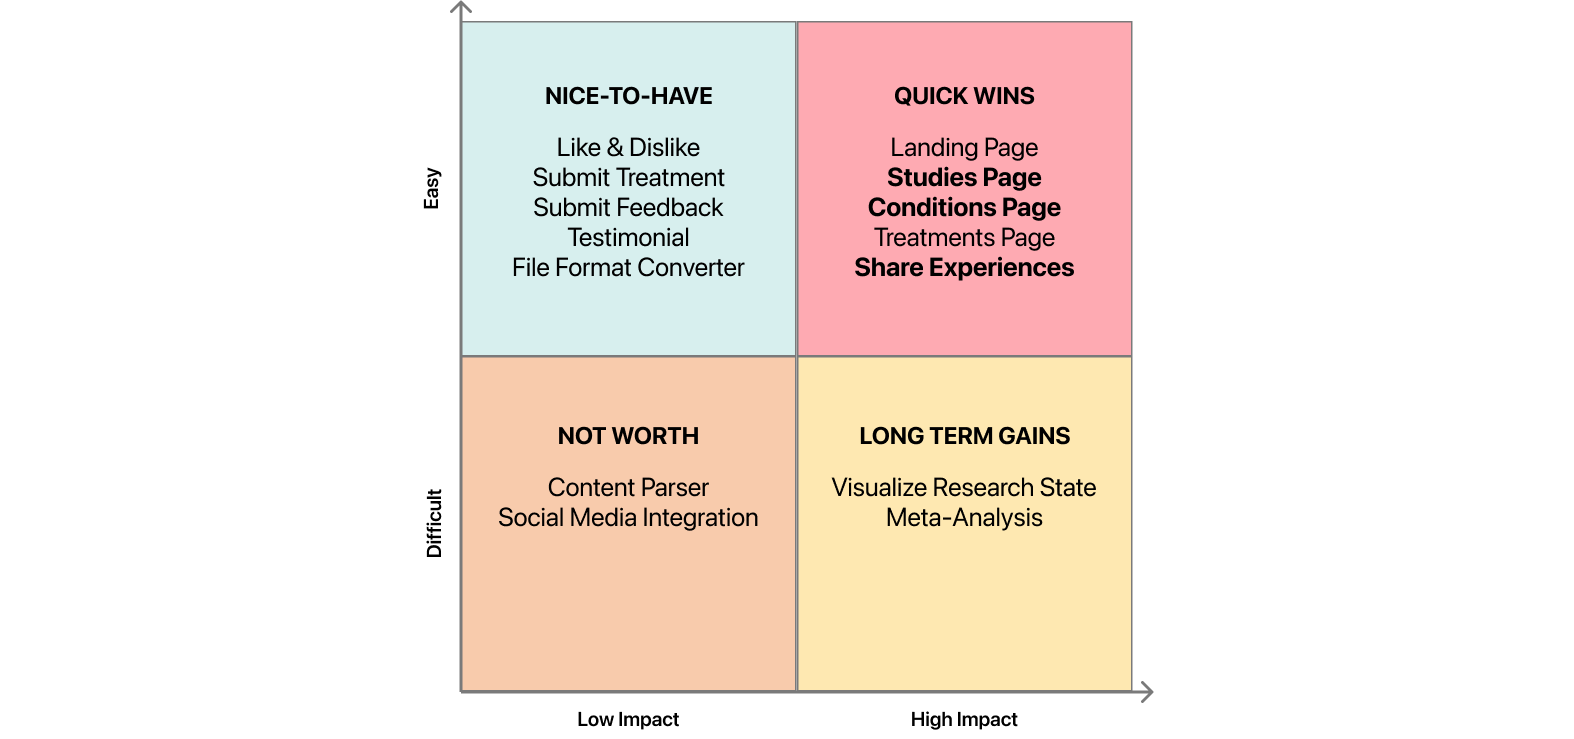 NICE-TO-HAVE
Like & Dislike
Submit Treatment
Submit Feedback
Testimonial
File Format Converter
QUICK WINS
Landing Page
Studies Page
Conditions Page
Treatments Page
Share Experiences
Easy
NOT WORTH
Content Parser
Social Media Integration
LONG TERM GAINS
Visualize Research State
Meta-Analysis
Difficult
Low Impact
High Impact